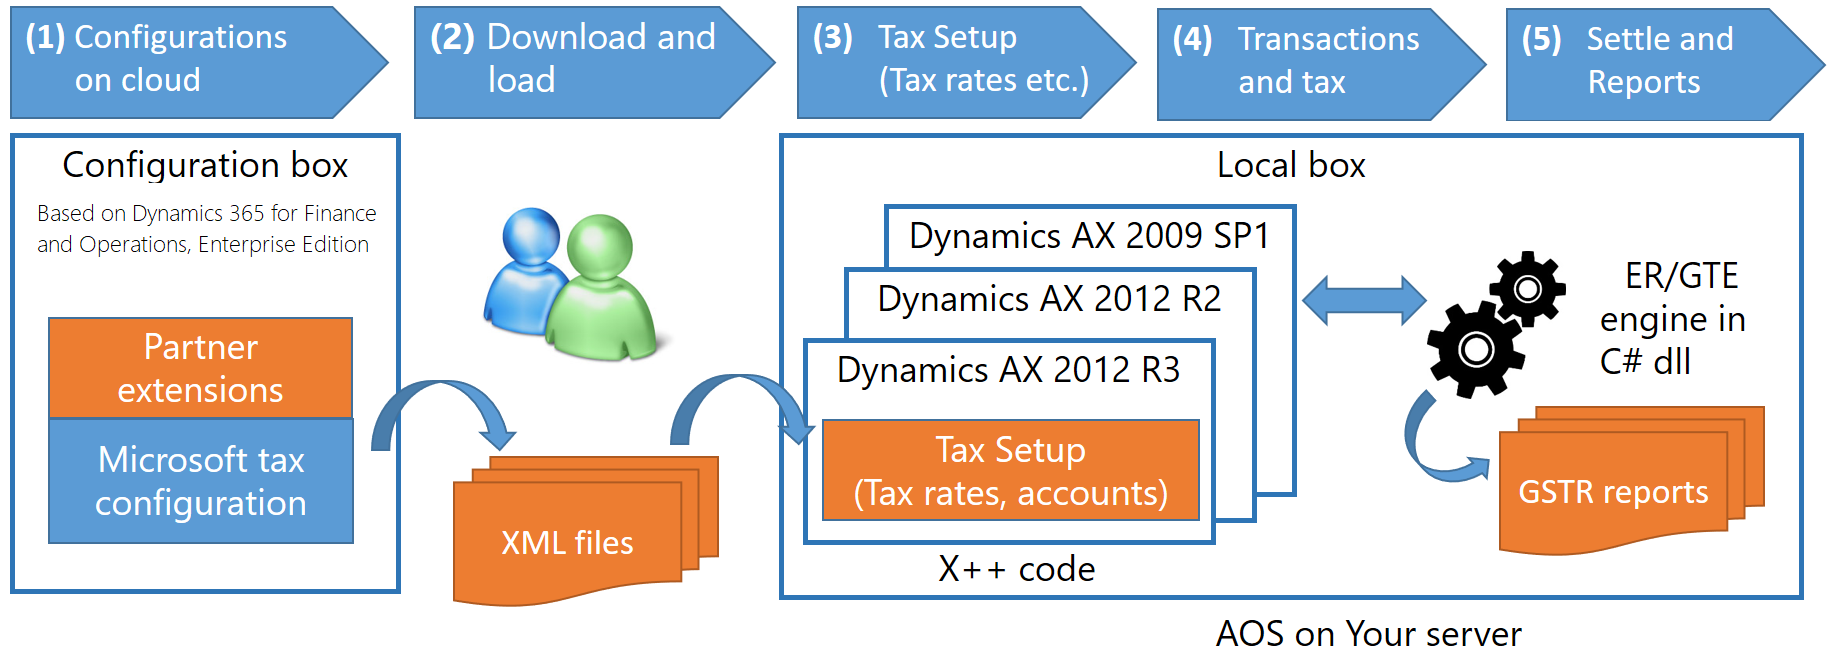 (1) Configurations
on cloud
(2) Download and
load
(3) Tax Setup
(Tax rates etc.)
(4) Transactions
and tax
(5) Settle and
Reports
Configuration box
Based on Dynamics 365 for Finance
and Operations, Enterprise Edition
Partner
extensions
Microsoft tax
configuration
XML files
Local box
Dynamics AX 2009 SP1
Dynamics AX 2012 R2
Dynamics AX 2012 R3
Tax Setup
(Tax rates, accounts)
X++ code
ER/GTE
engine in
C# dll
GSTR reports
AOS on Your server